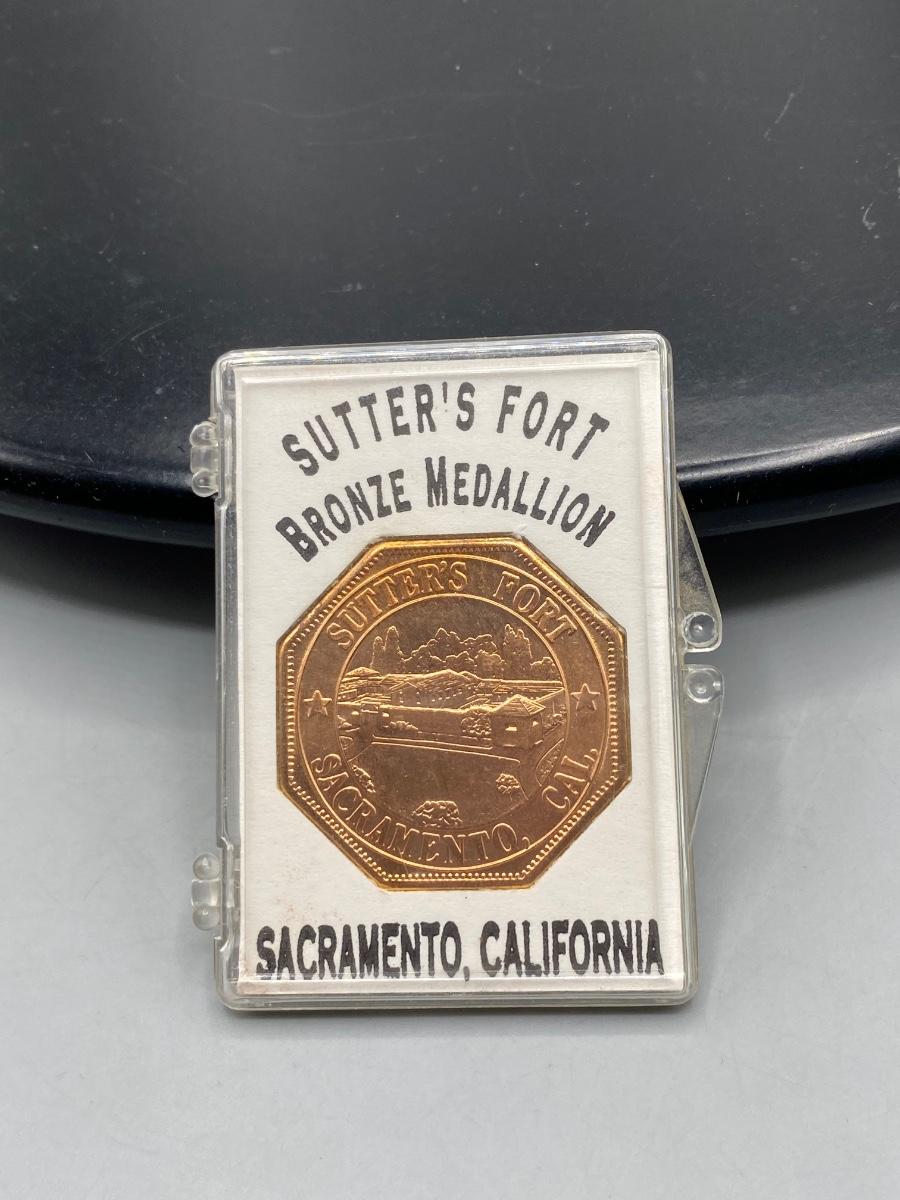 SUTTER'S FORT
BRONZE MEDALLION
SUTTER'S FORT
SACRAMENTO, CAL.
SACRAMENTO, CALIFORNIA